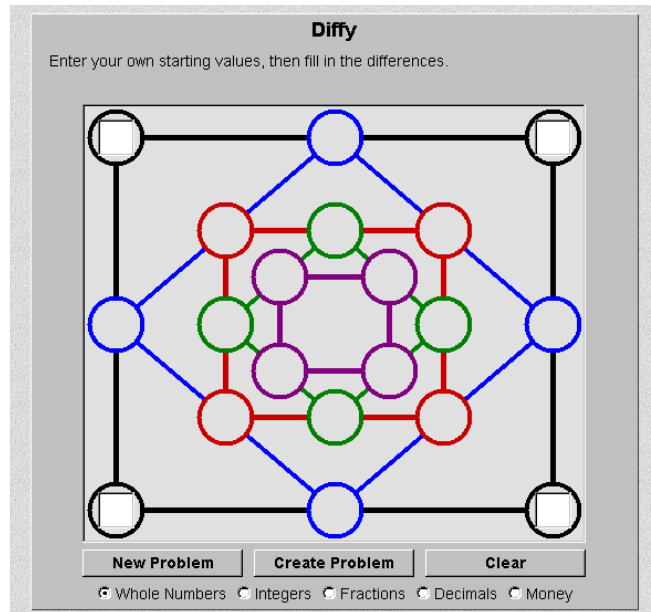 Diffy
Enter your own starting values, then fill in the differences.
New Problem Create Problem Clear
Whole Numbers Integers Fractions Decimals Money